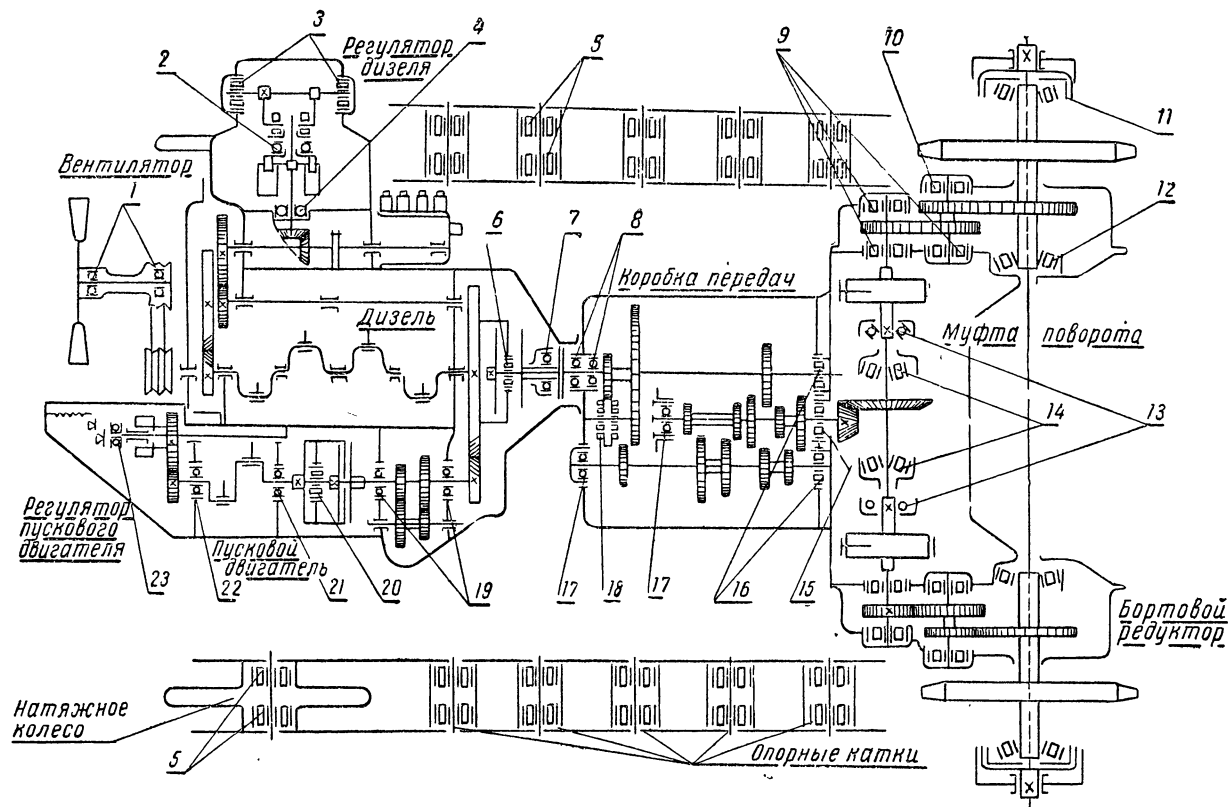 3
4
Регулятор
дизеля
2
5
9
10
11
Вентилятор
1
12
6
7
8
Коробка передач
Дизель
Муфта поворота
14
13
Регулятор
пускового
двигателя
Пусковой
двигатель
23
22
21
20
19
17
18
17
16
15
Бортовой
редуктор
Натяжное
колесо
5
Опорные катки